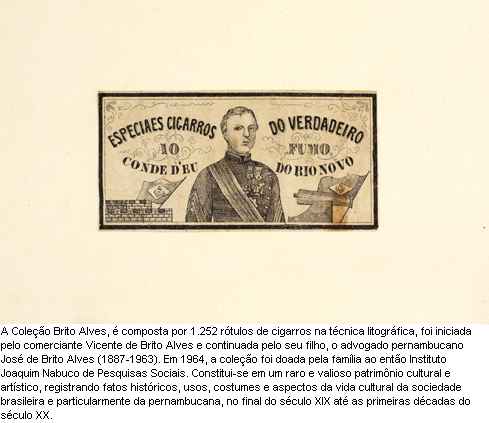 ESPECIAES CIGARROS DO VERDADEIRO
AO FUMO
CONDE D'EU DO RIO NOVO
A Coleção Brito Alves, é composta por 1.252 rótulos de cigarros na técnica litográfica, foi iniciada
pelo comerciante Vicente de Brito Alves e continuada pelo seu filho, o advogado pernambucano
José de Brito Alves (1887-1963). Em 1964, a coleção foi doada pela família ao então Instituto
Joaquim Nabuco de Pesquisas Sociais. Constitui-se em um raro e valioso patrimônio cultural e
artístico, registrando fatos históricos, usos, costumes e aspectos da vida cultural da sociedade
brasileira e particularmente da pernambucana, no final do século XIX até as primeiras décadas do
século XX.